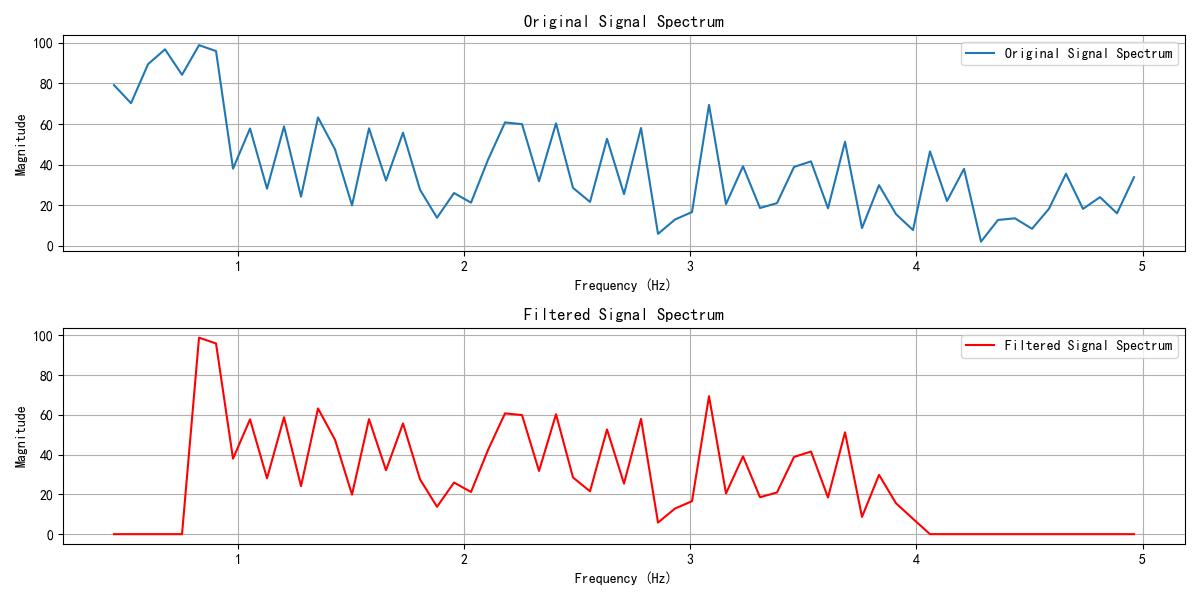 Original Signal Spectrum
Original Signal Spectrum
Magnitude
100
80
60
40
20
0
1
2
3
4
5
Frequency (Hz)
Filtered Signal Spectrum
Filtered Signal Spectrum
Magnitude
100
80
60
40
20
0
1
2
3
4
5
Frequency (Hz)